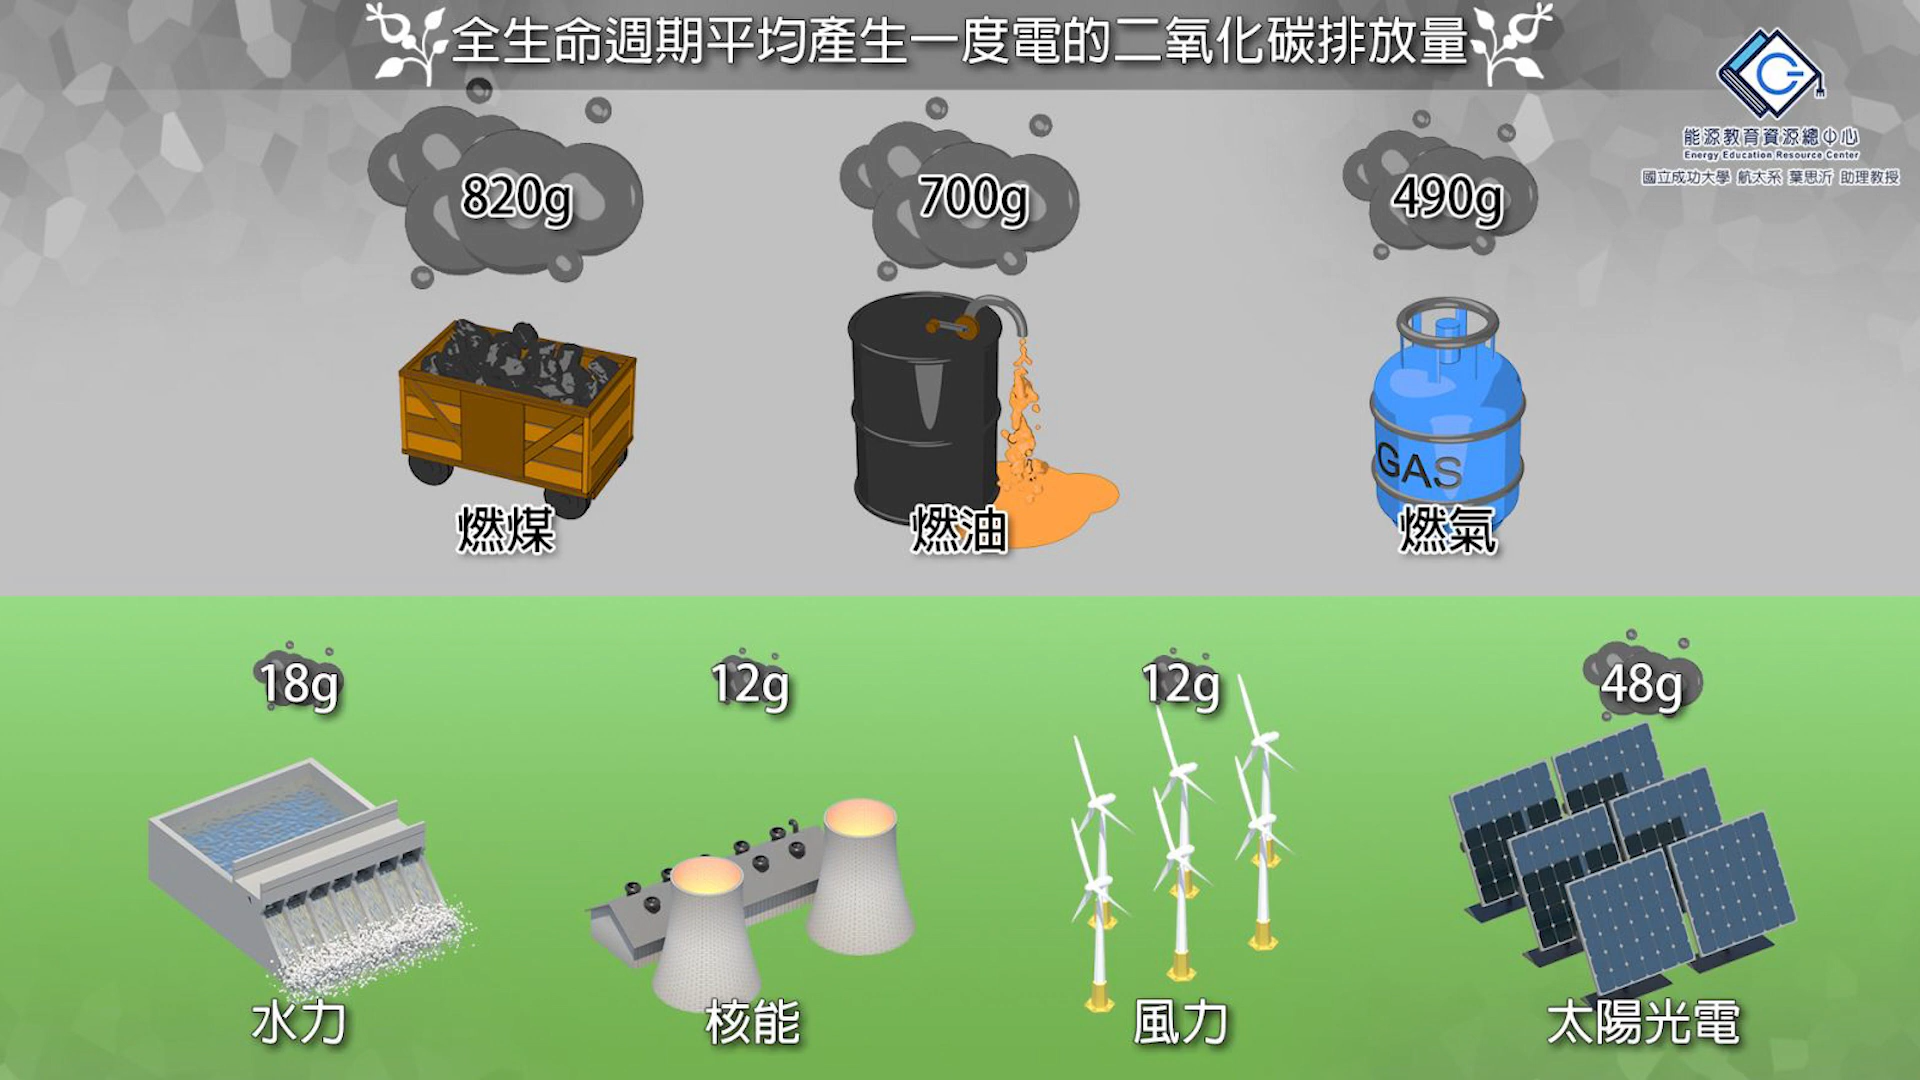 全生命週期平均產生一度電的二氧化碳排放量
能源教育資源總中心
Energy Education Resource Center
國立成功大學 航太系 葉思沂 助理教授
820g
700g
490g
GAS
燃煤
燃油
燃氣
18g
12g
12g
48g
水力
核能
風力
太陽光電